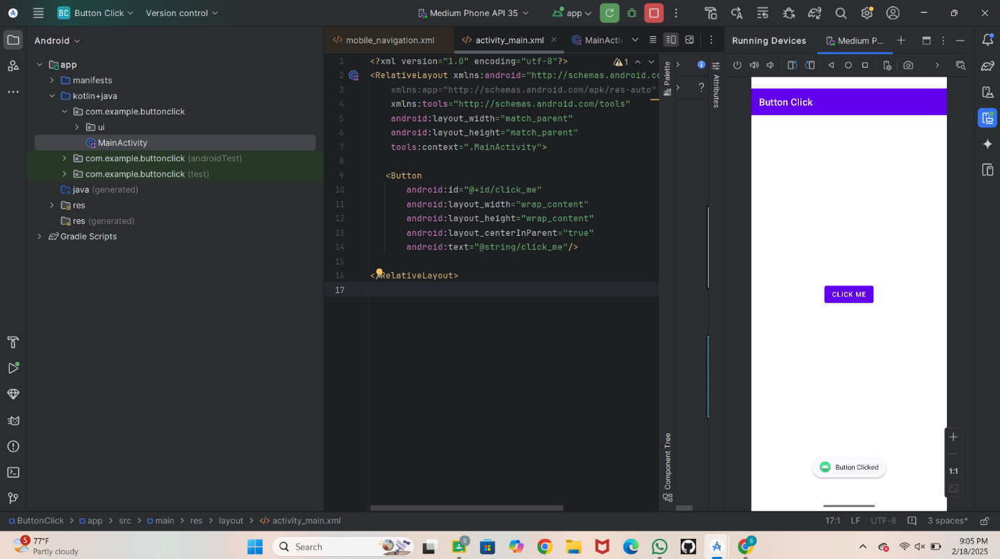 BC Button Click Version control Medium Phone API 35 app
Android
app
manifests
kotlin+java
com.example.buttonclick
ui
MainActivity
com.example.buttonclick (androidTest)
com.example.buttonclick (test)
java (generated)
res
res (generated)
Gradle Scripts
mobile_navigation.xml activity_main.xml MainActi
1 <?xml version="1.0" encoding="utf-8"?> 1
2 <RelativeLayout xmlns:android="http://schemas.android.co
3 xmlns:app="http://schemas.android.com/apk/res-auto"
4 xmlns:tools="http://schemas.android.com/tools"
5 android:layout_width="match_parent"
6 android:layout_height="match_parent"
7 tools:context=".MainActivity">
8
9 <Button
10 android:id="@+id/click_me"
11 android:layout_width="wrap_content"
12 android:layout_height="wrap_content"
13 android:layout_centerInParent="true"
14 android:text="@string/click_me"/>
15
16 </RelativeLayout>
17
Palette
Attributes
Component Tree
Running Devices Medium P...
Button Click
CLICK ME
Button Clicked
1:1
ButtonClick app src main res layout activity_main.xml 17:1 LF UTF-8 3 spaces*
5 77°F
Partly cloudy
Search
S
S
9:05 PM
2/18/2025